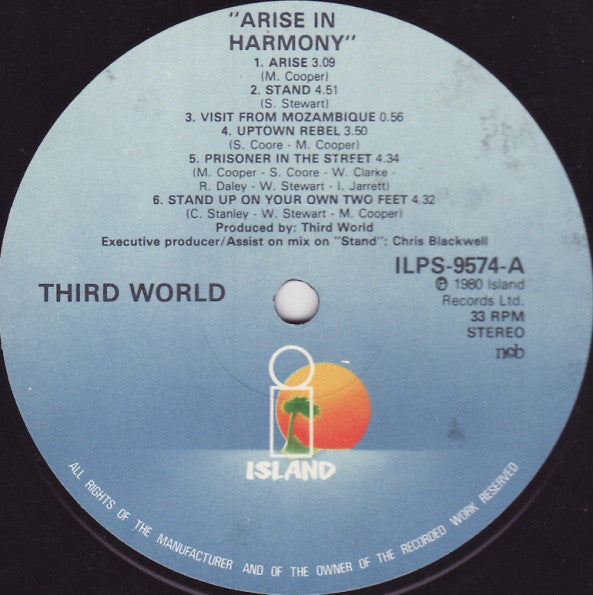 "ARISE IN
HARMONY"
1. ARISE 3.09
(M. Cooper)
2. STAND 4.51
(S. Stewart)
3. VISIT FROM MOZAMBIQUE 0.56
4. UPTOWN REBEL 3.50
(S. Coore - M. Cooper)
5. PRISONER IN THE STREET 4.34
(M. Cooper - S. Coore - W. Clarke -
R. Daley - W. Stewart - I. Jarrett)
6. STAND UP ON YOUR OWN TWO FEET 4.32
(C. Stanley - W. Stewart - M. Cooper)
Produced by: Third World
Executive producer/Assist on mix on "Stand": Chris Blackwell
THIRD WORLD
ILPS-9574-A
℗ 1980 Island
Records Ltd.
33 RPM
STEREO
ncb
ISLAND
ALL RIGHTS OF THE MANUFACTURER AND OF THE OWNER OF THE RECORDED WORK RESERVED